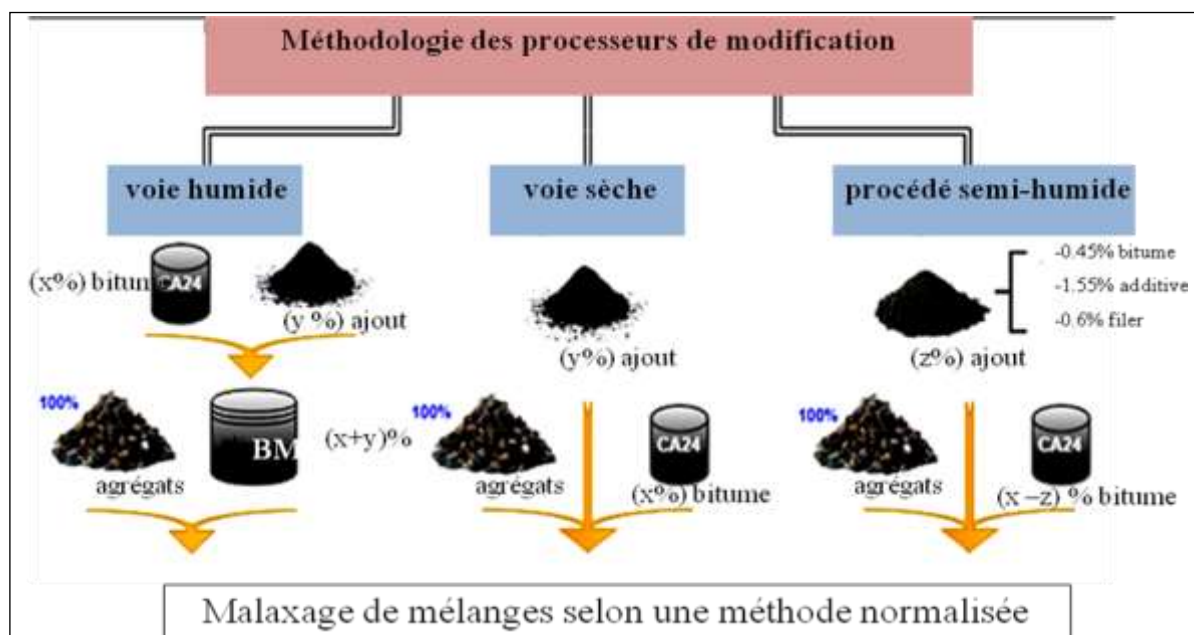 Méthodologie des processeurs de modification
voie humide
(x%) bitum
CA24
(y %) ajout
100%
agrégats
BM
(x+y)%
voie sèche
(y%) ajout
100%
agrégats
CA24
(x%) bitume
procédé semi-humide
(z%) ajout
-0.45% bitume
-1.55% additive
-0.6% filer
100%
agrégats
CA24
(x –z) % bitume
Malaxage de mélanges selon une méthode normalisée